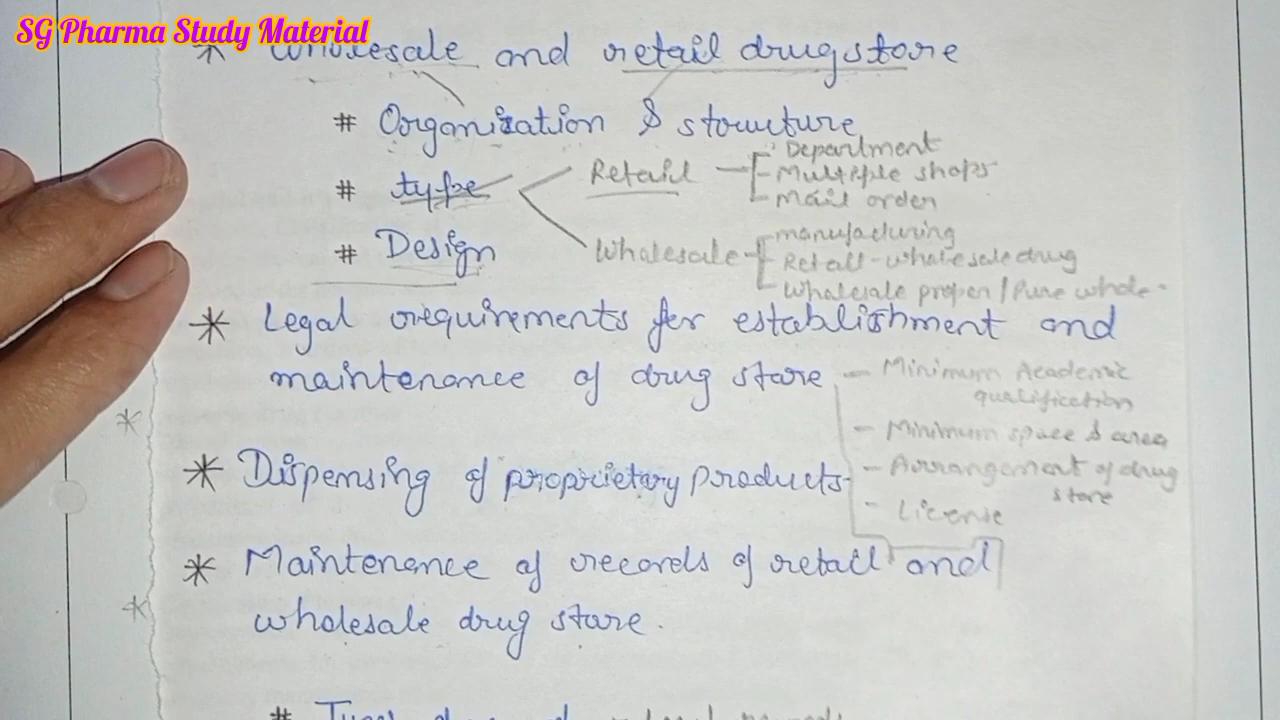 SG Pharma Study Material
* Wholesale and retail drugstore
# Organization & structure
# type
Retail
- Department
- Multiple shops
- Mail order
Wholesale
- manufacturing
- Retail-wholesale drug
- Wholesale proper / Pure whole-
# Design
* Legal requirements for establishment and
maintenance of drug store
- Minimum Academic
qualification
- Minimum space & area
- Arrangement of drug
store
- License
* Dispensing of proprietary products
* Maintenance of records of retail and
wholesale drug store.